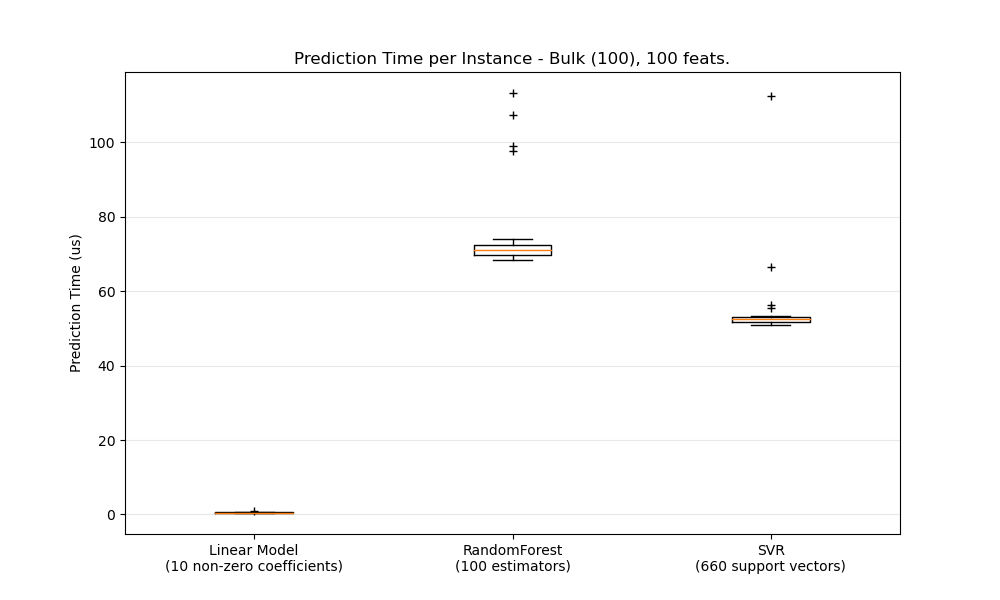 Prediction Time per Instance - Bulk (100), 100 feats.
Prediction Time (us)
100
80
60
40
20
0
Linear Model
(10 non-zero coefficients)
RandomForest
(100 estimators)
SVR
(660 support vectors)